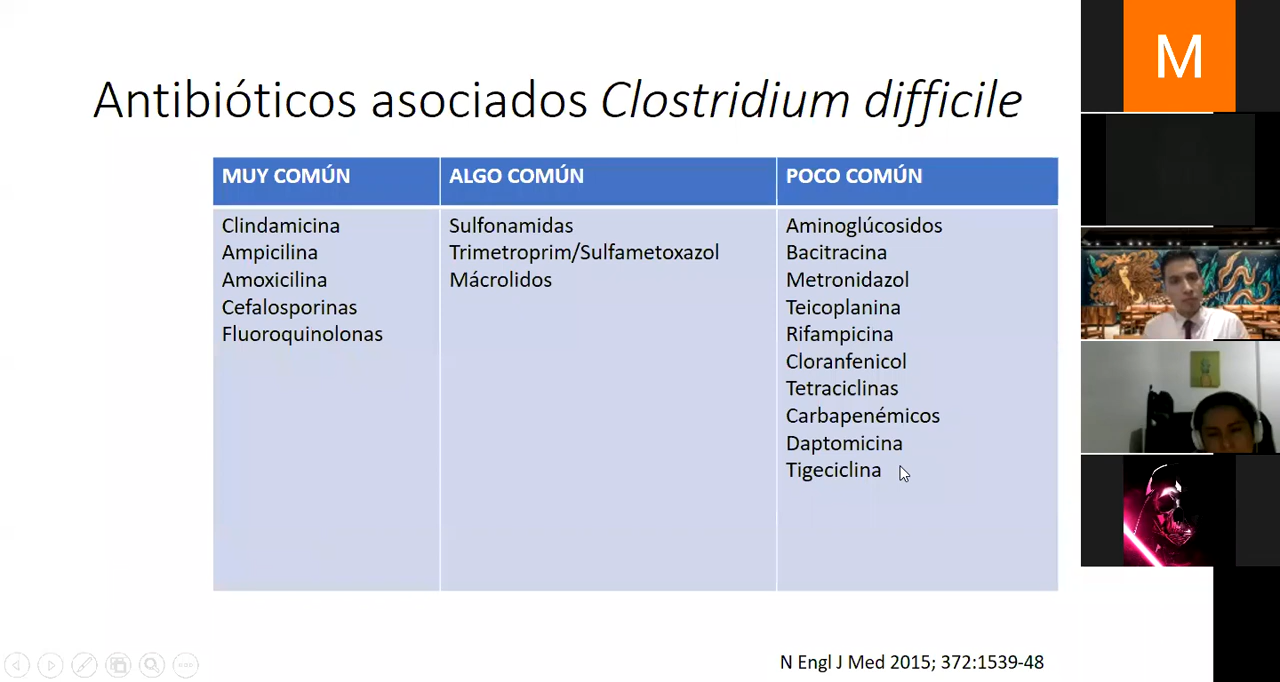 Antibióticos asociados Clostridium difficile
MUY COMÚN
Clindamicina
Ampicilina
Amoxicilina
Cefalosporinas
Fluoroquinolonas
ALGO COMÚN
Sulfonamidas
Trimetroprim/Sulfametoxazol
Mácrolidos
POCO COMÚN
Aminoglúcosidos
Bacitracina
Metronidazol
Teicoplanina
Rifampicina
Cloranfenicol
Tetraciclinas
Carbapenémicos
Daptomicina
Tigeciclina
N Engl J Med 2015; 372:1539-48
M